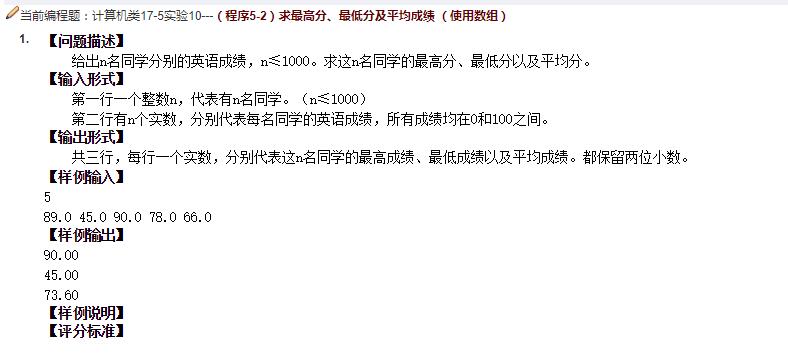 当前编程题：计算机类17-5实验10---（程序5-2）求最高分、最低分及平均成绩 （使用数组）
1. 【问题描述】
给出n名同学分别的英语成绩，n≤1000。求这n名同学的最高分、最低分以及平均分。
【输入形式】
第一行一个整数n，代表有n名同学。（n≤1000）
第二行有n个实数，分别代表每名同学的英语成绩，所有成绩均在0和100之间。
【输出形式】
共三行，每行一个实数，分别代表这n名同学的最高成绩、最低成绩以及平均成绩。都保留两位小数。
【样例输入】
5
89.0 45.0 90.0 78.0 66.0
【样例输出】
90.00
45.00
73.60
【样例说明】
【评分标准】